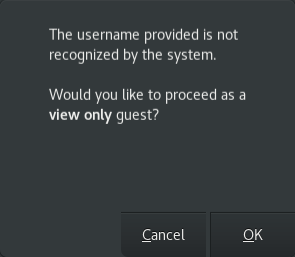 The username provided is not
recognized by the system.
Would you like to proceed as a
view only guest?
Cancel
OK